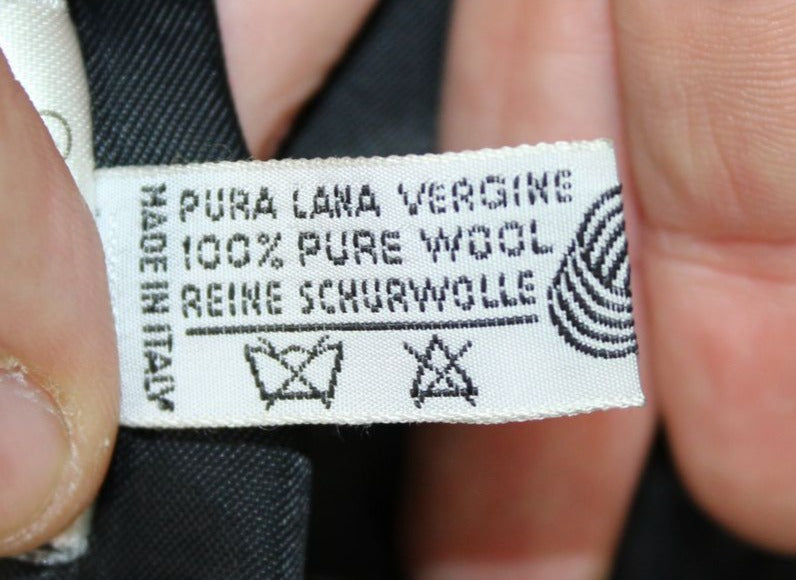 MADE IN ITALY
PURA LANA VERGINE
100% PURE WOOL
REINE SCHURWOLLE